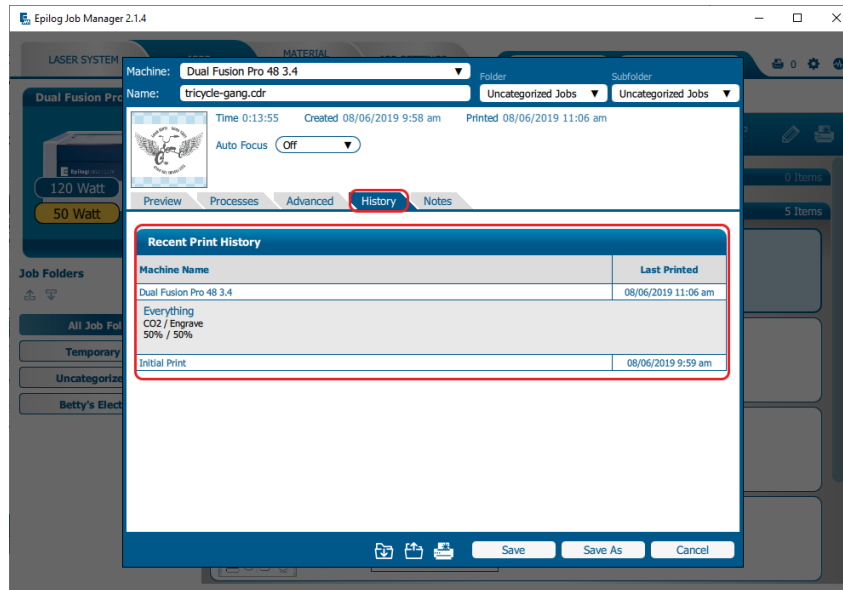 Epilog Job Manager 2.1.4
LASER SYSTEM
MATERIAL
0
Dual Fusion Pro
Machine: Dual Fusion Pro 48 3.4
Folder
Subfolder
Name: tricycle-gang.cdr
Uncategorized Jobs
Uncategorized Jobs
Time 0:13:55
Created 08/06/2019 9:58 am
Printed 08/06/2019 11:06 am
Auto Focus
Off
Epilog
120 Watt
50 Watt
0 Items
5 Items
Preview
Processes
Advanced
History
Notes
Recent Print History
Machine Name
Last Printed
Dual Fusion Pro 48 3.4
08/06/2019 11:06 am
Everything
CO2 / Engrave
50% / 50%
Initial Print
08/06/2019 9:59 am
Job Folders
All Job Fol
Temporary
Uncategorize
Betty's Elect
Save
Save As
Cancel